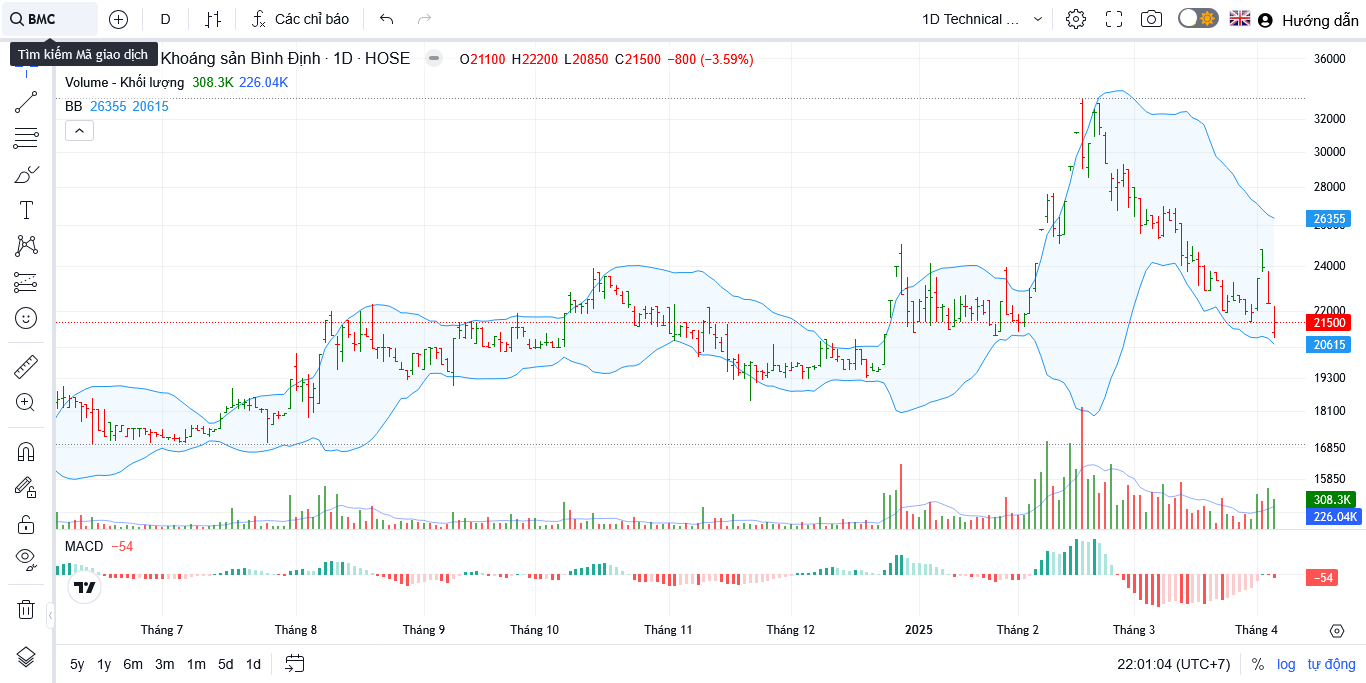 BMC
D
Các chỉ báo
1D Technical ...
Hướng dẫn
Tìm kiếm Mã giao dịch
Khoáng sản Bình Định · 1D · HOSE
O21100 H22200 L20850 C21500 −800 (−3.59%)
Volume - Khối lượng 308.3K 226.04K
BB 26355 20615
36000
32000
30000
28000
26355
24000
22000
21500
20615
19300
18100
16850
15850
308.3K
226.04K
MACD −54
−54
Tháng 7
Tháng 8
Tháng 9
Tháng 10
Tháng 11
Tháng 12
2025
Tháng 2
Tháng 3
Tháng 4
5y 1y 6m 3m 1m 5d 1d
22:01:04 (UTC+7)
% log tự động